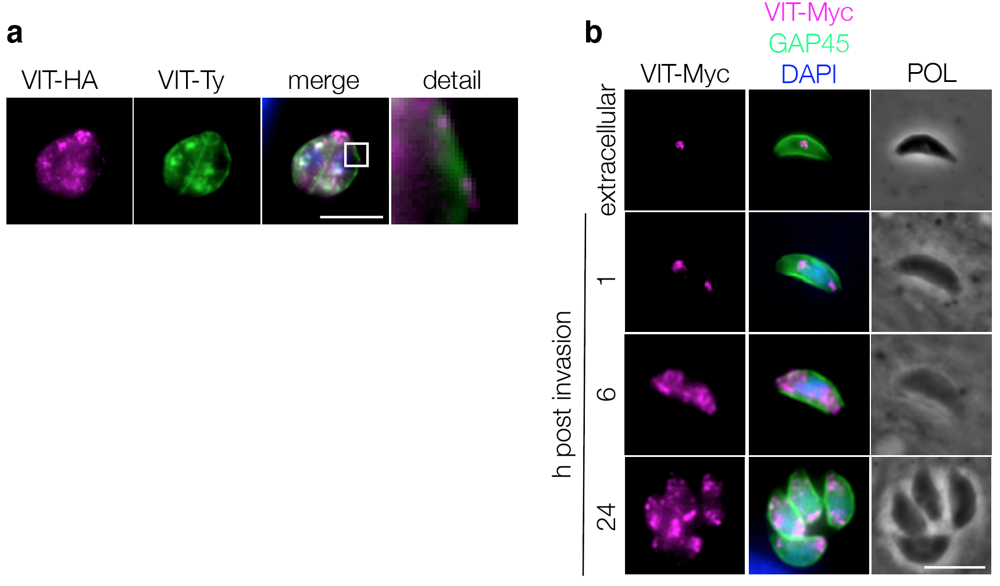 a
VIT-HA
VIT-Ty
merge
detail
b
VIT-Myc
GAP45
VIT-Myc
DAPI
POL
extracellular
h post invasion
1
6
24